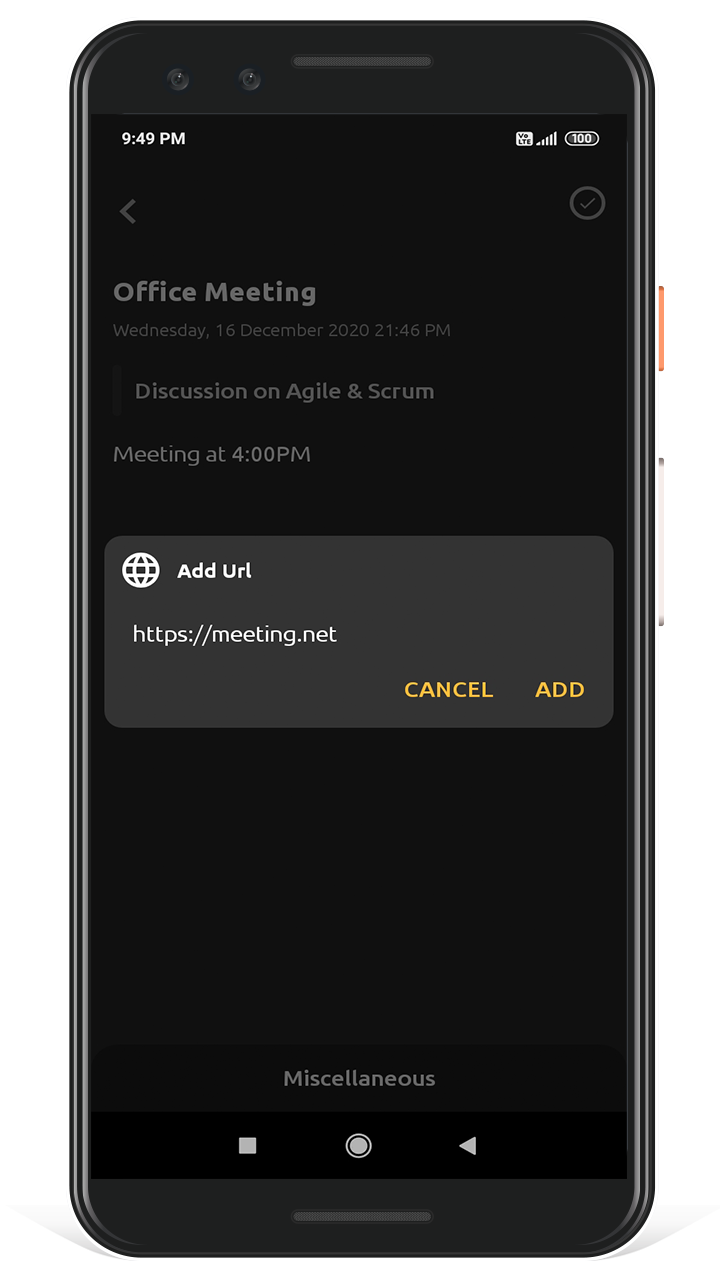 9:49 PM
Vo LTE
100
Office Meeting
Wednesday, 16 December 2020 21:46 PM
Discussion on Agile & Scrum
Meeting at 4:00PM
Add Url
https://meeting.net
CANCEL ADD
Miscellaneous